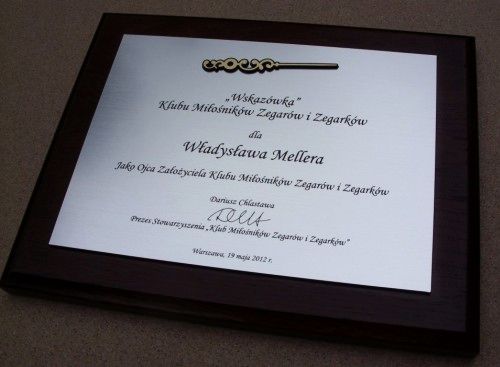 „Wskazówka”
Klubu Miłośników Zegarów i Zegarków
dla
Władysława Mellera
Jako Ojca Założyciela Klubu Miłośników Zegarów i Zegarków
Dariusz Chlastawa
Prezes Stowarzyszenia „Klub Miłośników Zegarów i Zegarków”
Warszawa, 19 maja 2012 r.